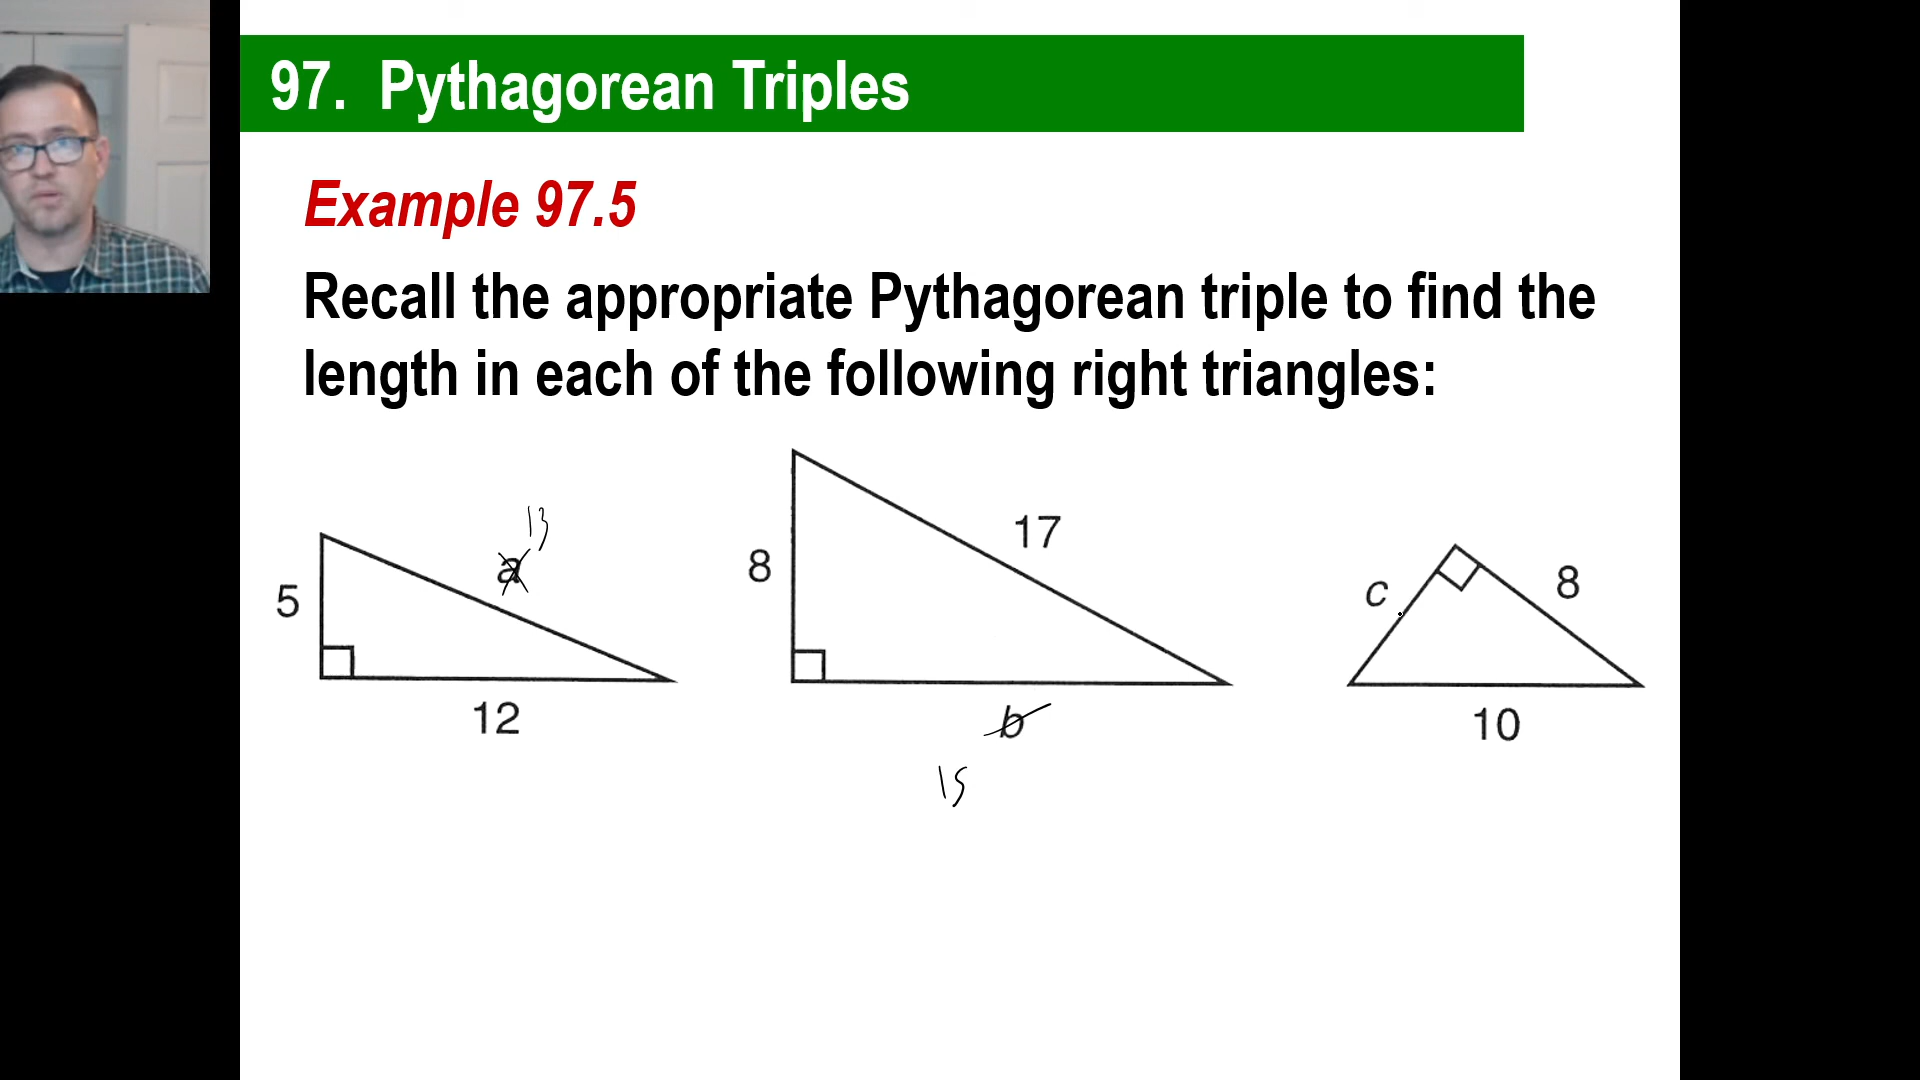 97. Pythagorean Triples
Example 97.5
Recall the appropriate Pythagorean triple to find the
length in each of the following right triangles:
5
a
13
12
8
17
b
15
c
8
10